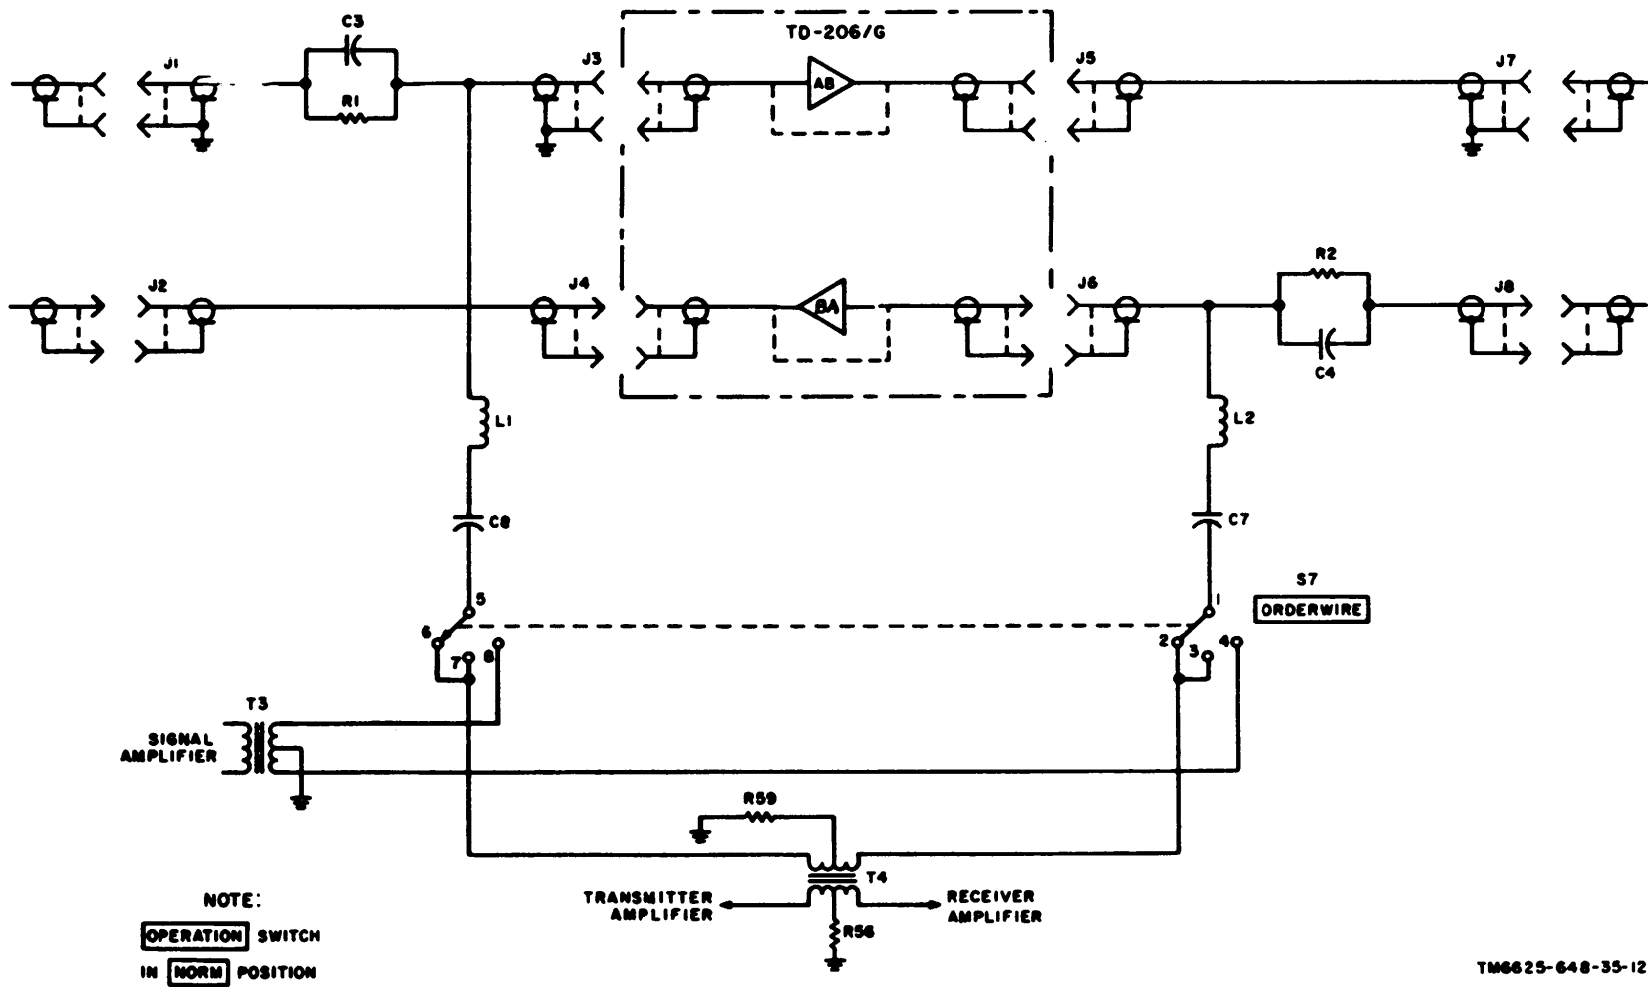 C3
TD-206/G
J1
J3
J5
J7
R1
AB
J2
J4
BA
J6
R2
J8
C4
L1
L2
C8
C7
S7
ORDERWIRE
5
6
7
8
1
2
3
4
T3
SIGNAL
AMPLIFIER
R59
T4
TRANSMITTER
AMPLIFIER
RECEIVER
AMPLIFIER
R56
NOTE:
OPERATION SWITCH
IN NORM POSITION
TM6625-648-35-12